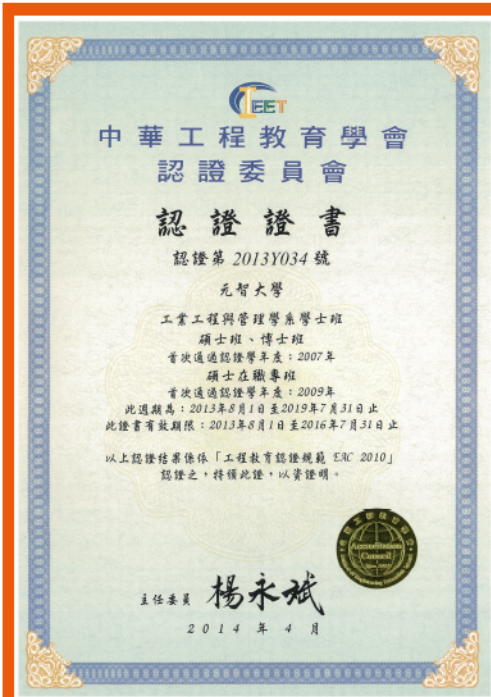 IEET
中華工程教育學會
認證委員會
認證證書
認證第 2013Y034 號
元智大學
工業工程與管理學系學士班
碩士班、博士班
首次通過認證學年度：2007年
碩士在職專班
首次通過認證學年度：2009年
此週期為：2013年8月1日至2019年7月31日止
此證書有效期限：2013年8月1日至2016年7月31日止
以上認證結果係依「工程教育認證規範 EAC 2010」
認證之，特頒此證，以資證明。
Accreditation
Council
主任委員 楊永斌
2014年4月